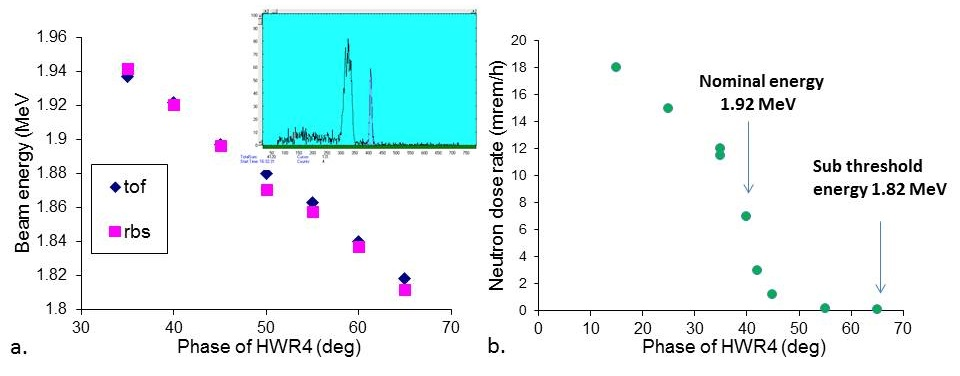 1.96
1.94
1.92
1.9
1.88
1.86
1.84
1.82
1.8
Beam energy (MeV
tof
rbs
30
40
50
60
70
Phase of HWR4 (deg)
a.
20
18
16
14
12
10
8
6
4
2
0
Neutron dose rate (mrem/h)
Nominal energy
1.92 MeV
Sub threshold
energy 1.82 MeV
0
10
20
30
40
50
60
70
Phase of HWR4 (deg)
b.